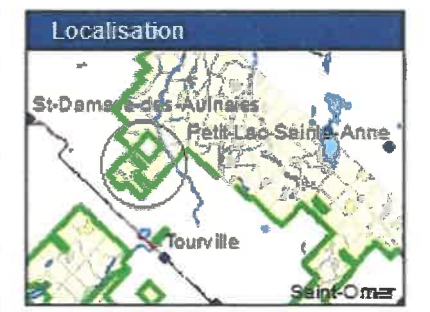 Localisation
St-Damase-des-Aulnaies
Petit-Lac-Sainte-Anne
Tourville
Saint-Omer